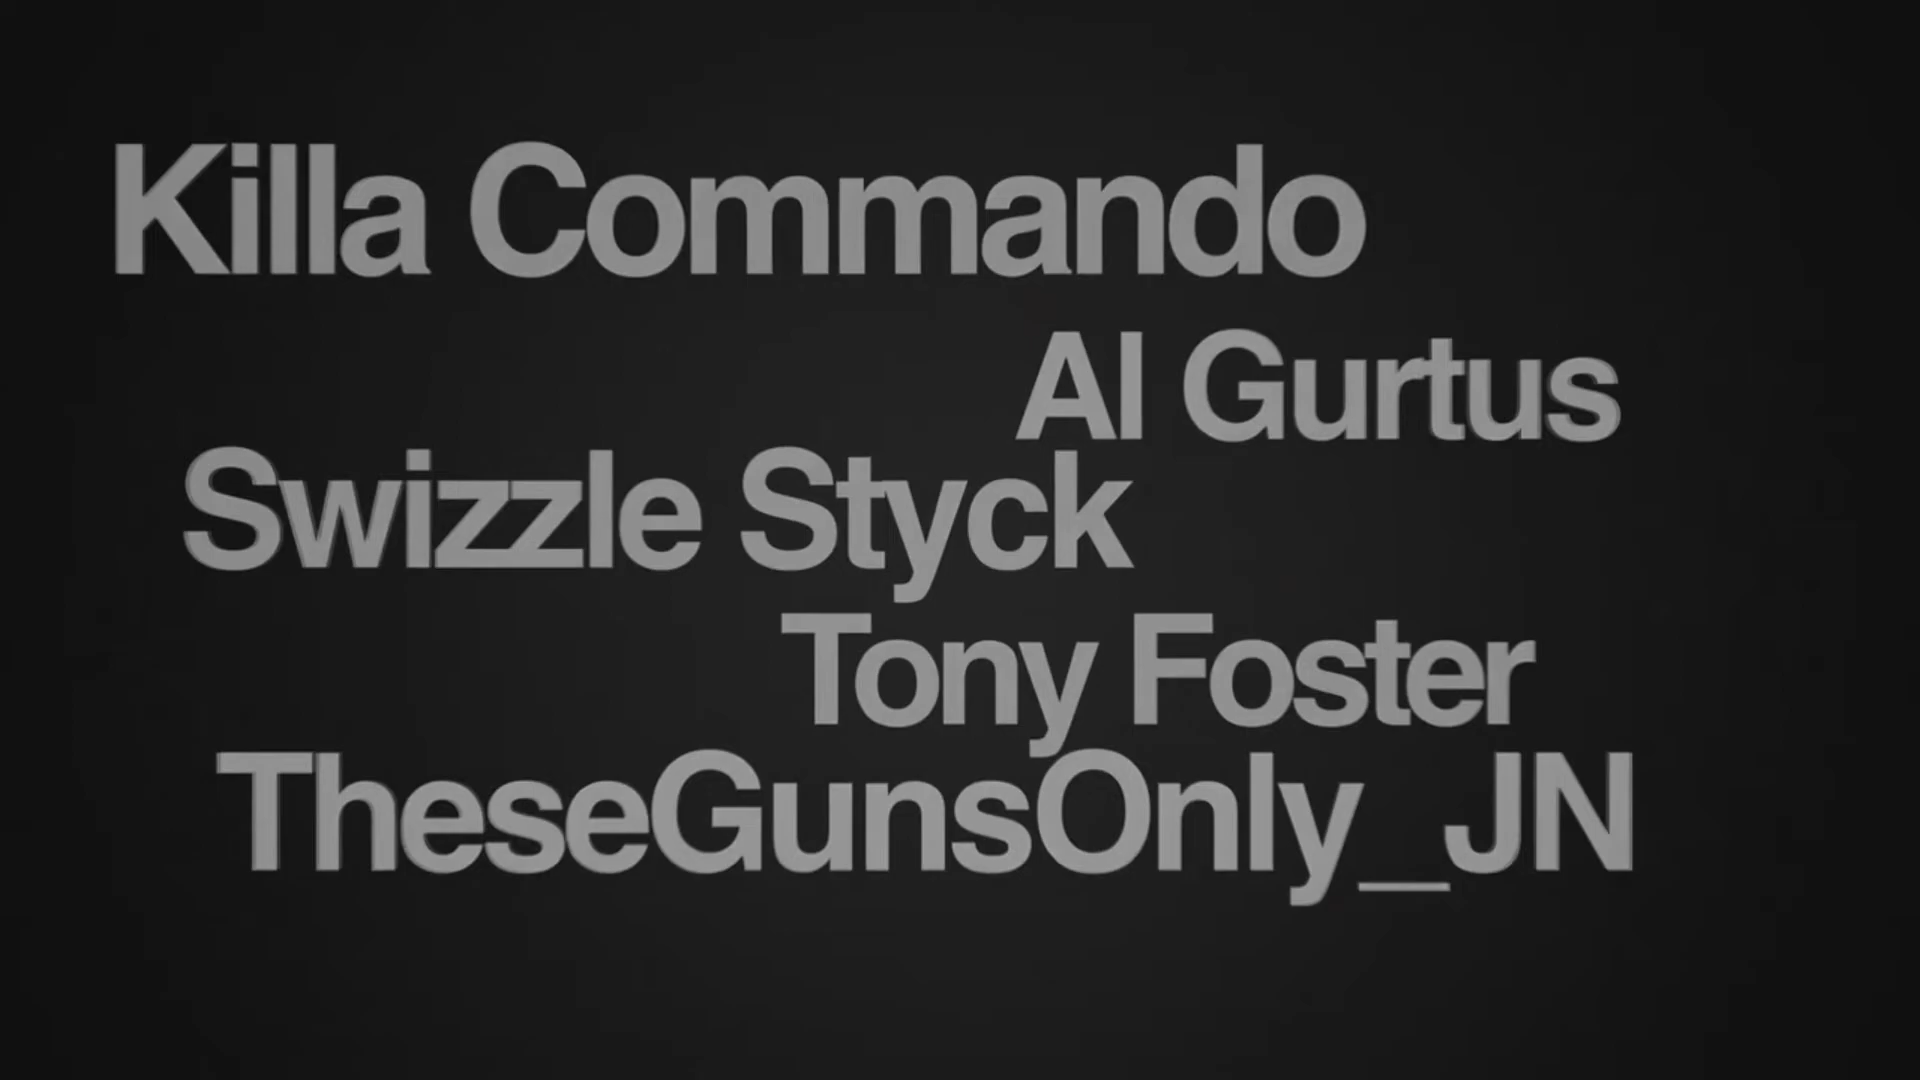 Killa Commando
Al Gurtus
Swizzle Styck
Tony Foster
TheseGunsOnly_JN